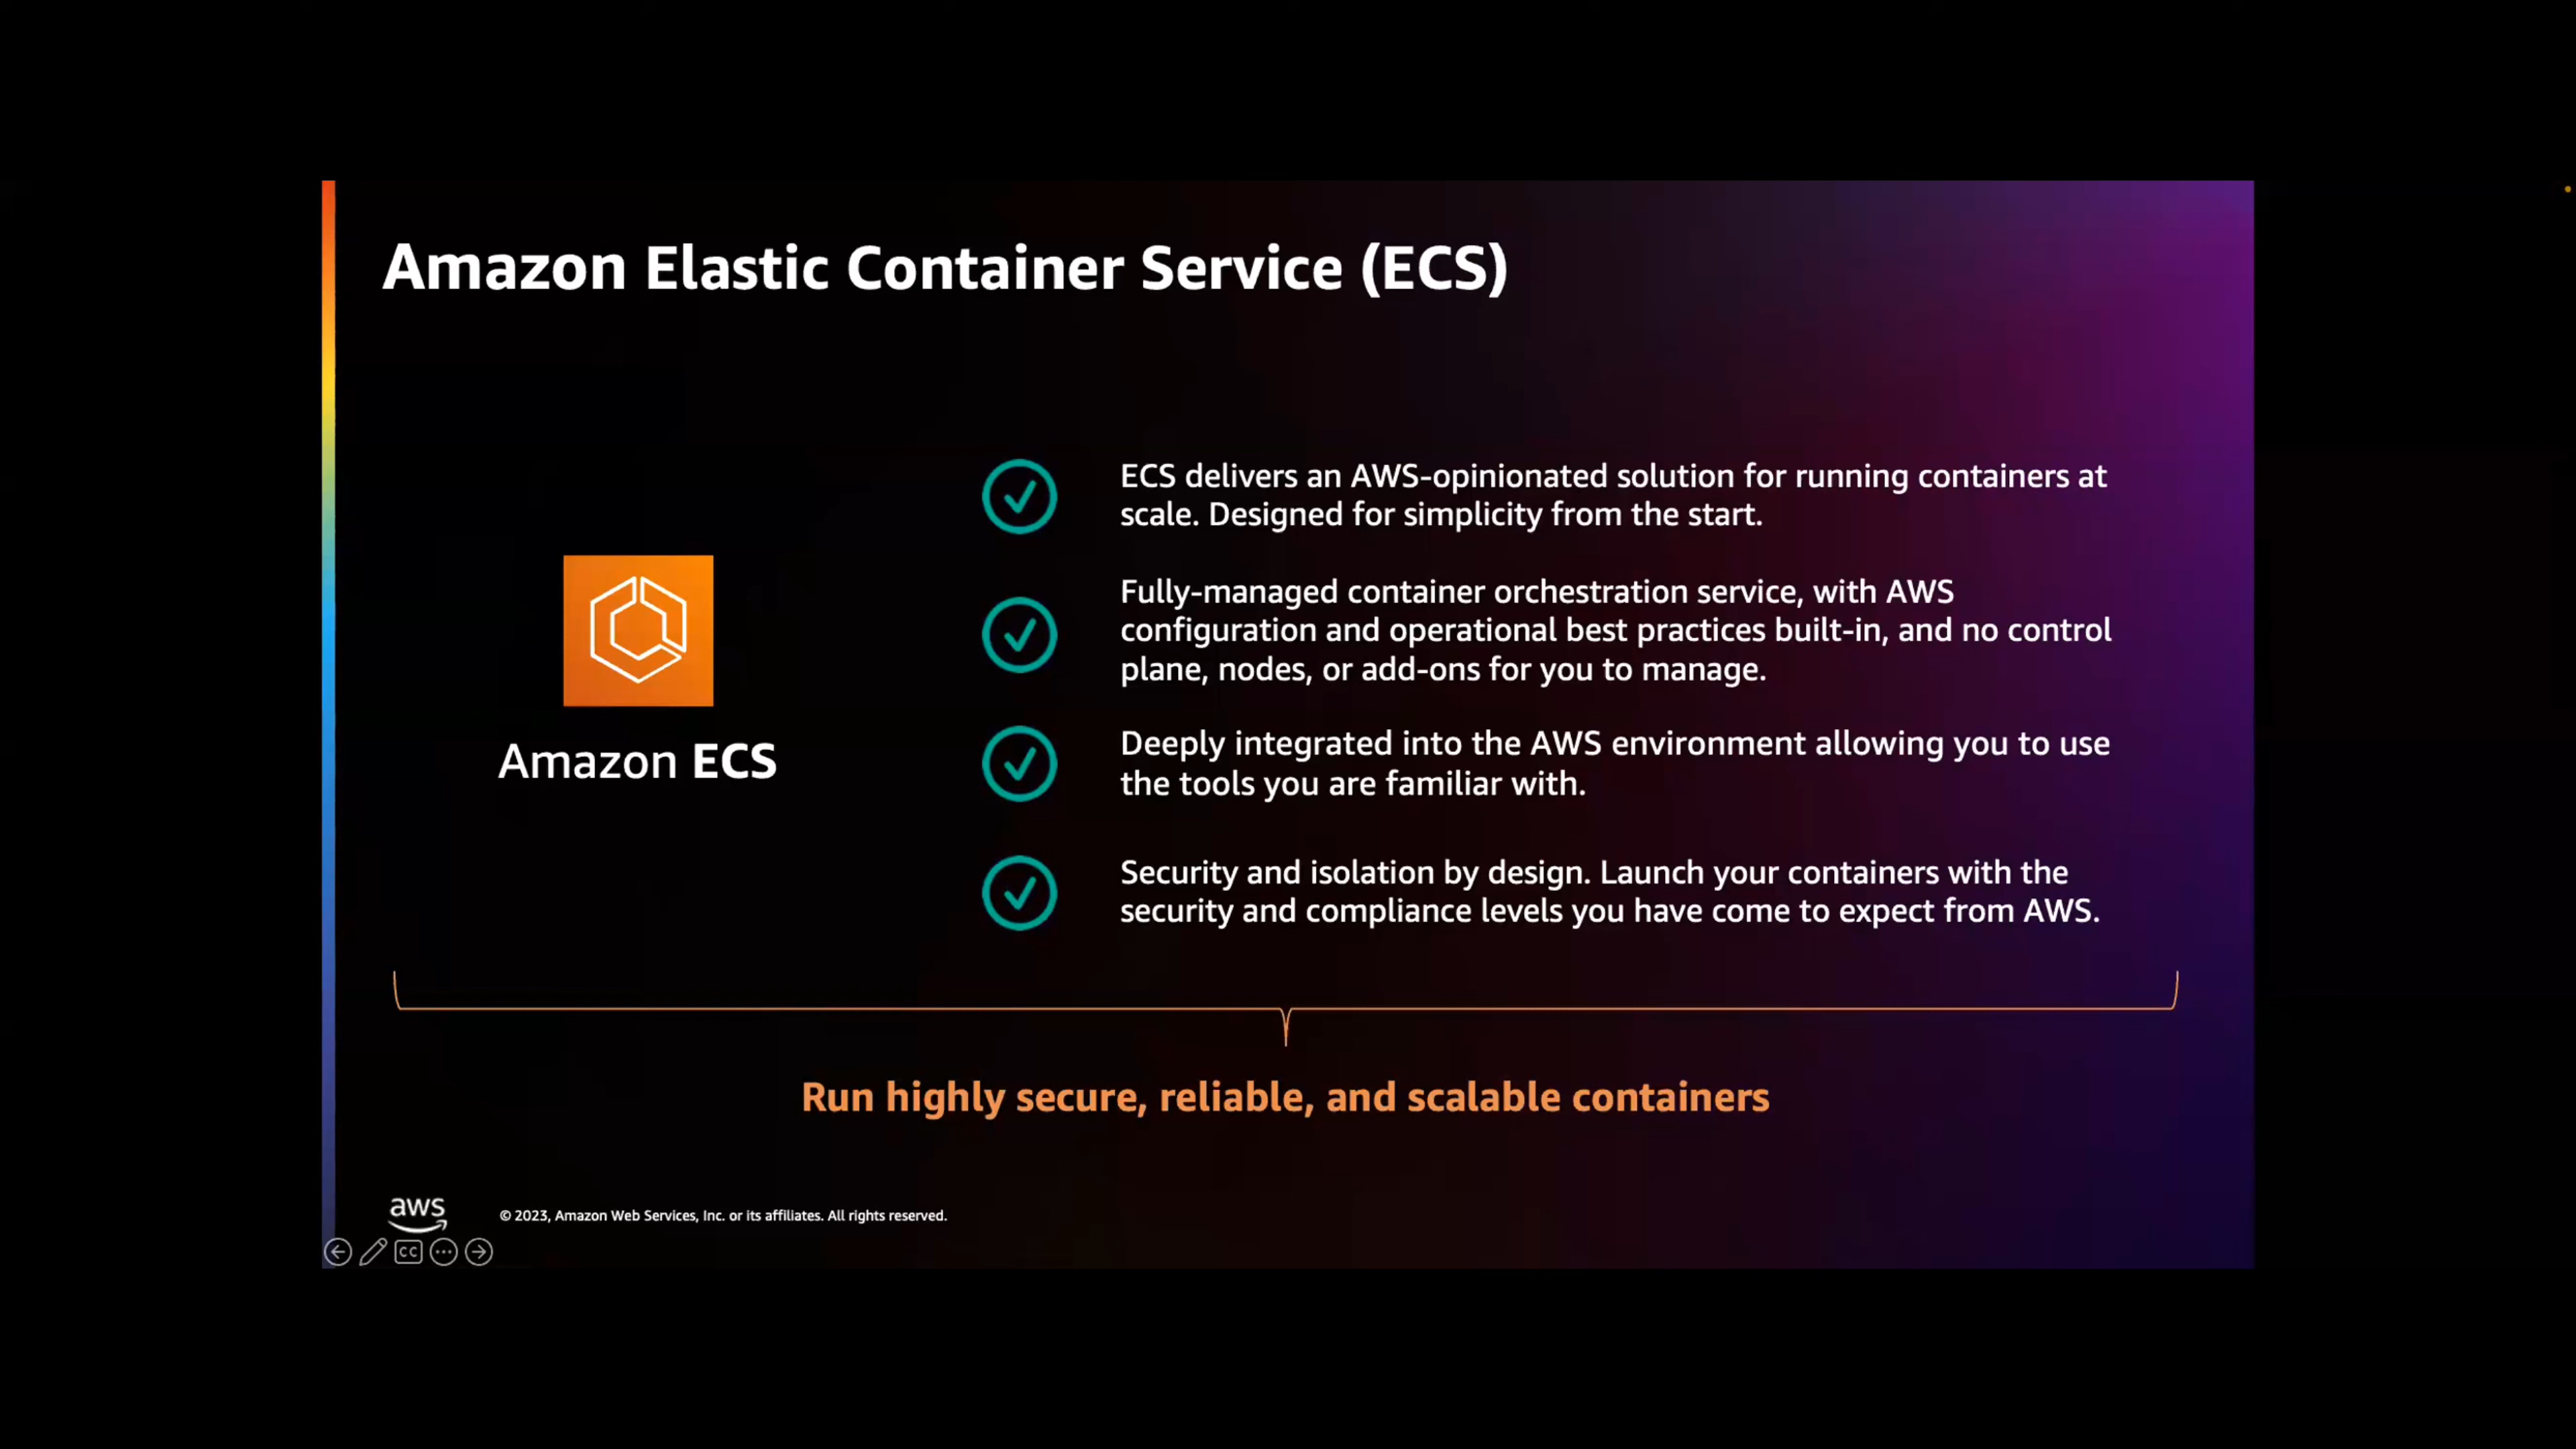 Amazon Elastic Container Service (ECS)
Amazon ECS
ECS delivers an AWS-opinionated solution for running containers at
scale. Designed for simplicity from the start.
Fully-managed container orchestration service, with AWS
configuration and operational best practices built-in, and no control
plane, nodes, or add-ons for you to manage.
Deeply integrated into the AWS environment allowing you to use
the tools you are familiar with.
Security and isolation by design. Launch your containers with the
security and compliance levels you have come to expect from AWS.
Run highly secure, reliable, and scalable containers
aws
© 2023, Amazon Web Services, Inc. or its affiliates. All rights reserved.
CC